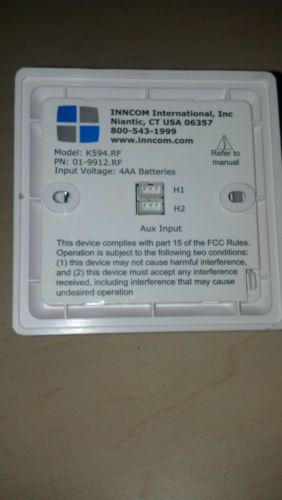 INNCOM International, Inc
Niantic, CT USA 06357
800-543-1999
www.inncom.com
Model: K594.RF
PN: 01-9912.RF
Input Voltage: 4AA Batteries
Refer to
manual
H1
H2
Aux Input
This device complies with part 15 of the FCC Rules.
Operation is subject to the following two conditions:
(1) this device may not cause harmful interference,
and (2) this device must accept any interference
received, including interference that may cause
undesired operation